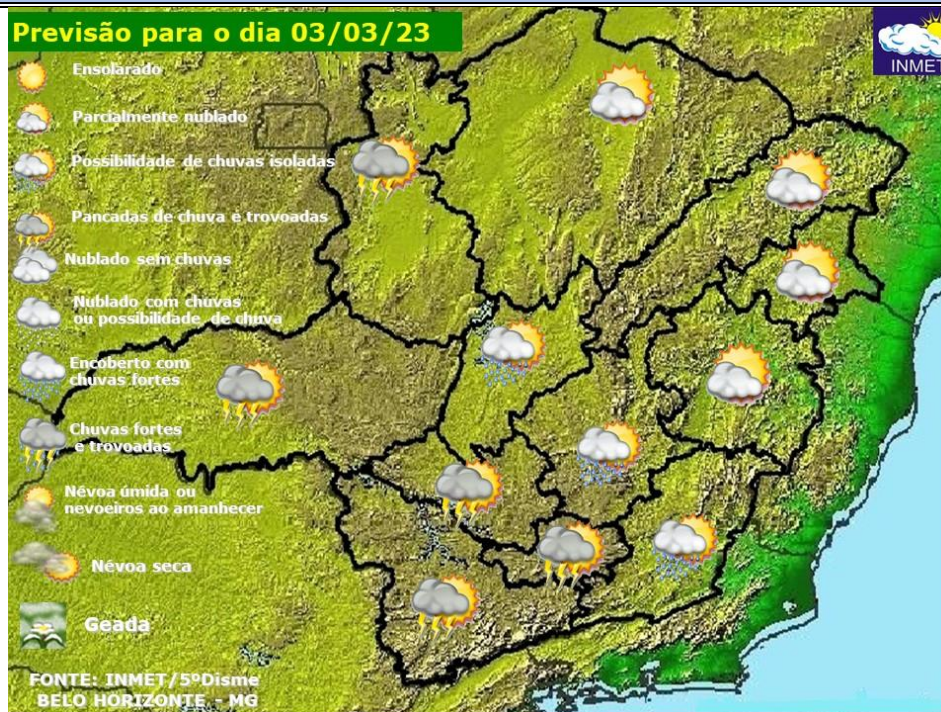 Previsão para o dia 03/03/23
INMET
Ensolarado
Parcialmente nublado
Possibilidade de chuvas isoladas
Pancadas de chuva e trovoadas
Nublado sem chuvas
Nublado com chuvas
ou possibilidade de chuva
Encoberto com
chuvas fortes
Chuvas fortes
e trovoadas
Névoa úmida ou
nevoeiros ao amanhecer
Névoa seca
Geada
FONTE: INMET/5ºDisme
BELO HORIZONTE - MG